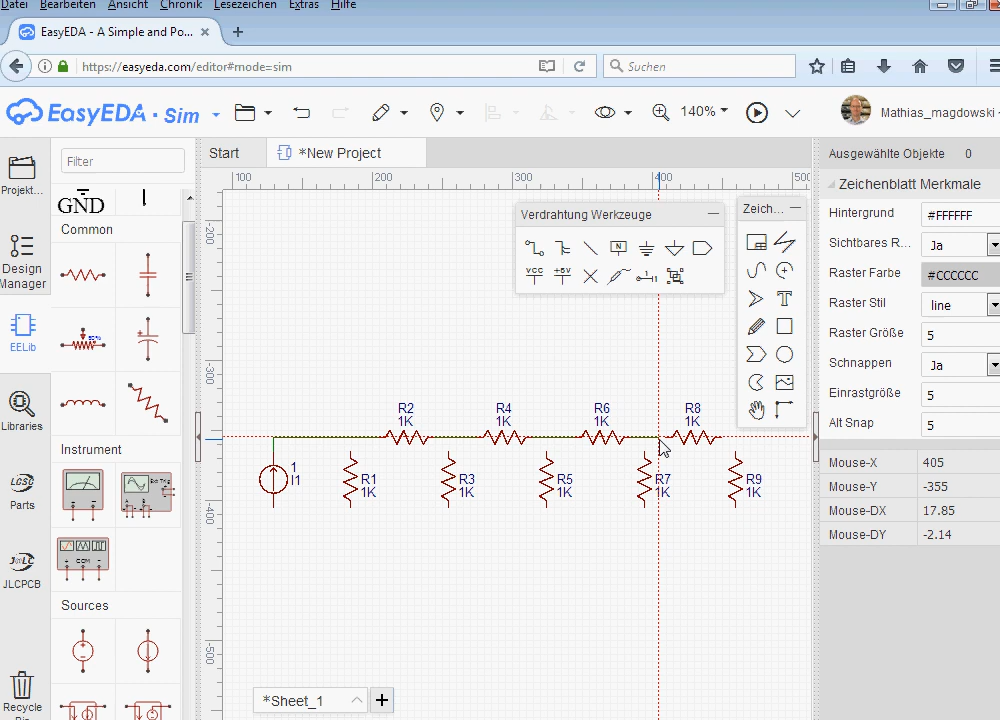 Datei Bearbeiten Ansicht Chronik Lesezeichen Extras Hilfe
EasyEDA - A Simple and Po...
https://easyeda.com/editor#mode=sim
Suchen
EasyEDA · Sim
140%
Mathias_magdowski
Projekt...
Design
Manager
EELib
Libraries
LCSC
Parts
JLCPCB
Recycle
Filter
GND
Common
Instrument
Sources
Start
*New Project
100 200 300 400 500
-200
-300
-400
-500
Verdrahtung Werkzeuge
N
VCC
+5V
Zeich...
T
R2
1K
R4
1K
R6
1K
R8
1K
1
I1
R1
1K
R3
1K
R5
1K
R7
1K
R9
1K
*Sheet_1
Ausgewählte Objekte 0
Zeichenblatt Merkmale
Hintergrund #FFFFFF
Sichtbares R... Ja
Raster Farbe #CCCCCC
Raster Stil line
Raster Größe 5
Schnappen Ja
Einrastgröße 5
Alt Snap 5
Mouse-X 405
Mouse-Y -355
Mouse-DX 17.85
Mouse-DY -2.14